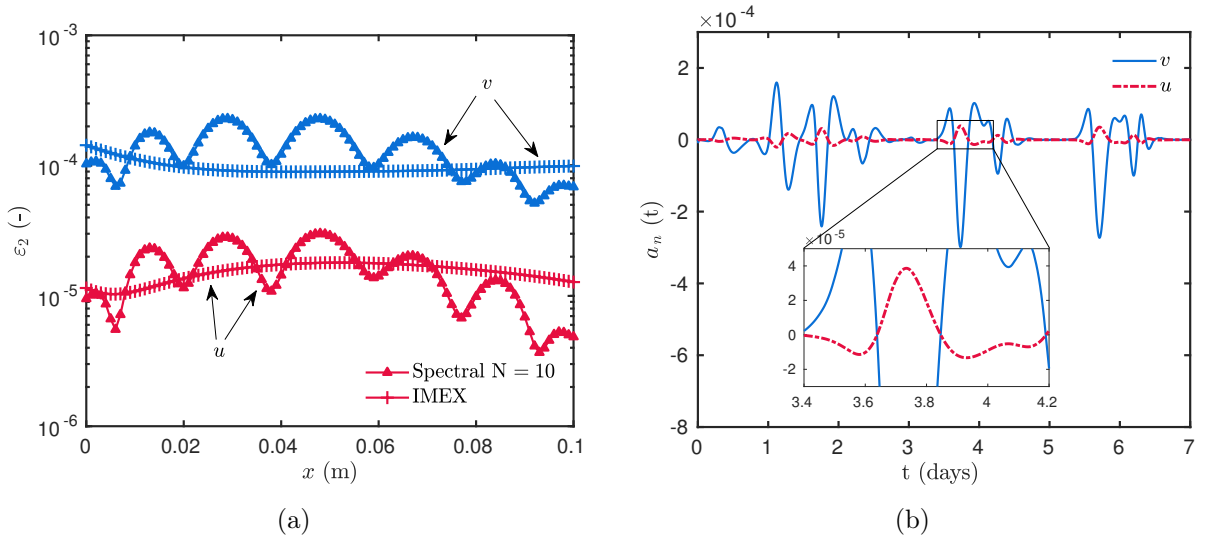 10⁻³
10⁻⁴
10⁻⁵
10⁻⁶
ε₂ (-)
v
u
Spectral N = 10
IMEX
0 0.02 0.04 0.06 0.08 0.1
x (m)
(a)
×10⁻⁴
2
0
-2
-4
-6
-8
aₙ (t)
v
u
×10⁻⁵
4
2
0
-2
3.4 3.6 3.8 4 4.2
0 1 2 3 4 5 6 7
t (days)
(b)